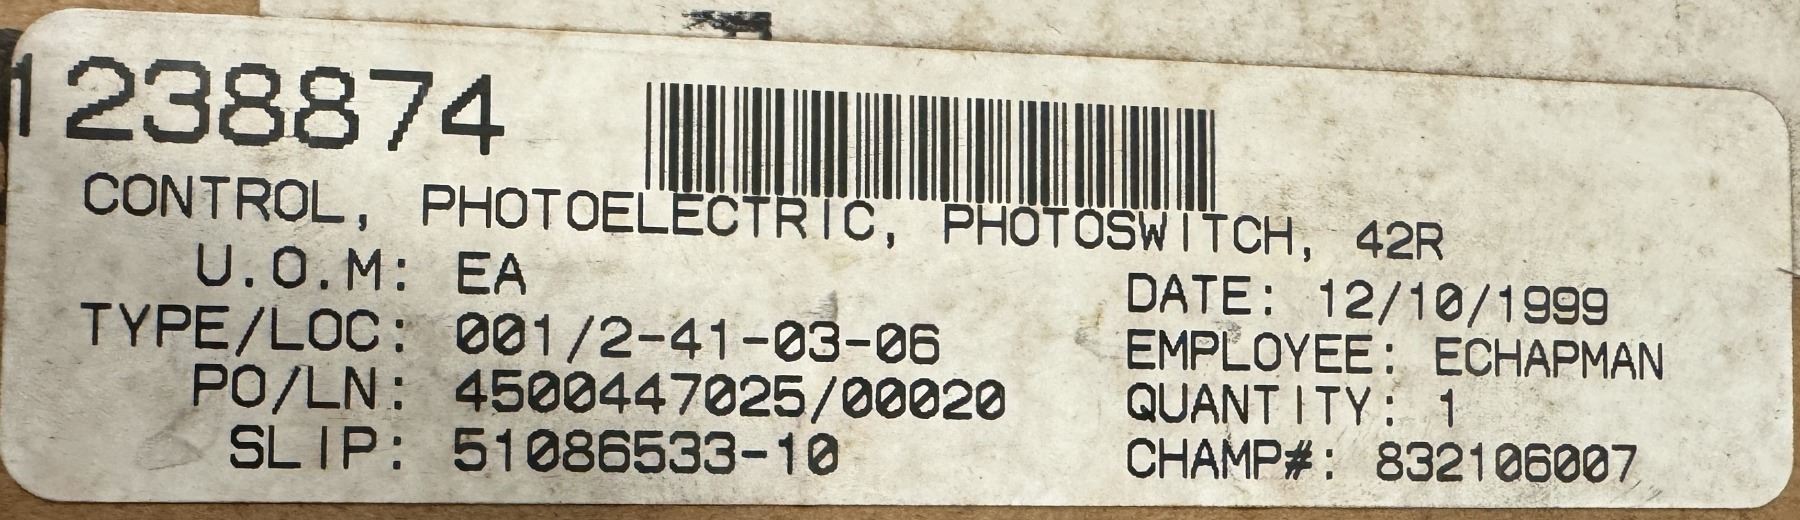 1238874
CONTROL, PHOTOELECTRIC, PHOTOSWITCH, 42R
U.O.M: EA
DATE: 12/10/1999
TYPE/LOC: 001/2-41-03-06
EMPLOYEE: ECHAPMAN
PO/LN: 4500447025/00020
QUANTITY: 1
SLIP: 51086533-10
CHAMP#: 832106007